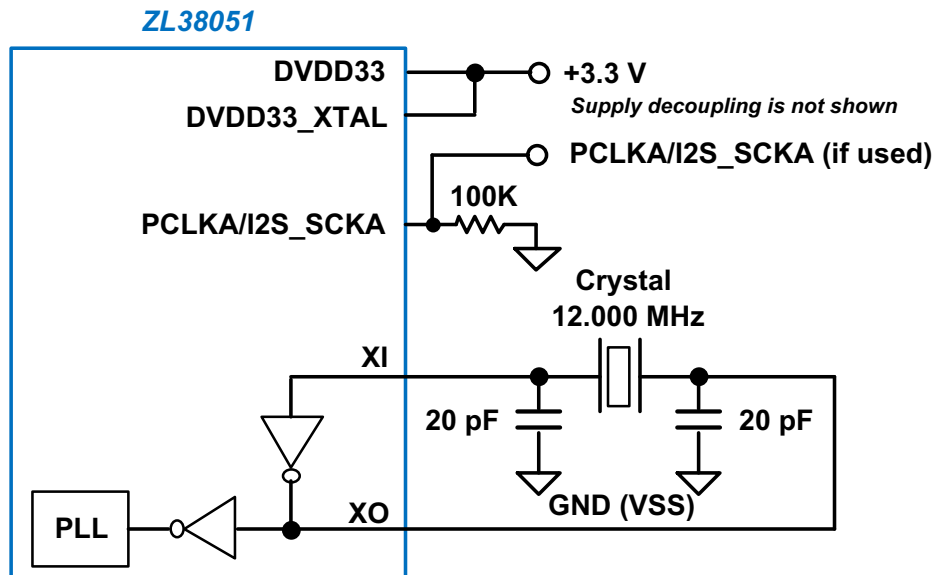 ZL38051
DVDD33
+3.3 V
Supply decoupling is not shown
DVDD33_XTAL
PCLKA/I2S_SCKA (if used)
100K
PCLKA/I2S_SCKA
Crystal
12.000 MHz
XI
20 pF
20 pF
GND (VSS)
XO
PLL